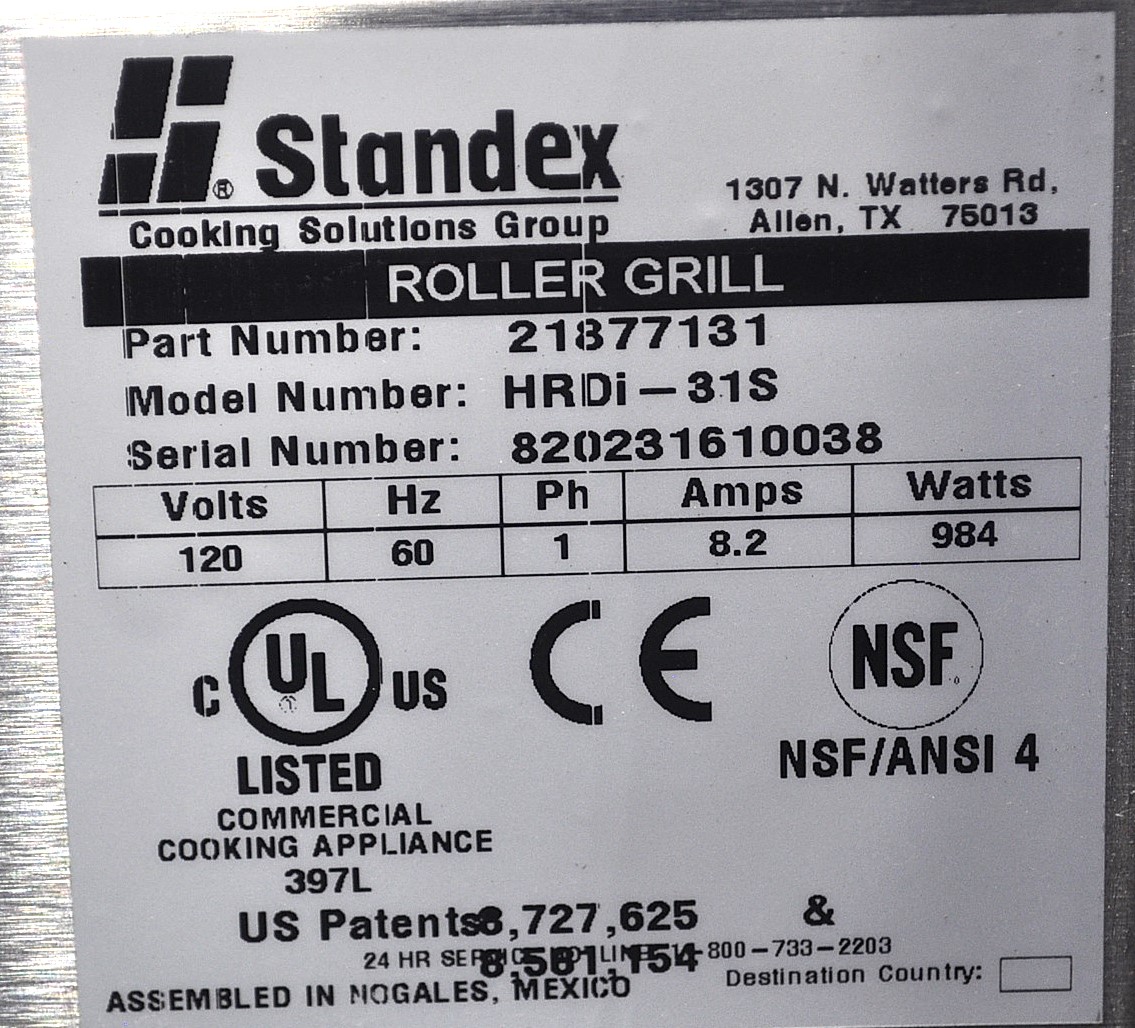 ® Standex
Cooking Solutions Group
1307 N. Watters Rd,
Allen, TX 75013
ROLLER GRILL
Part Number: 21877131
Model Number: HRDi-31S
Serial Number: 820231610038
Volts Hz Ph Amps Watts
120 60 1 8.2 984
C UL US
LISTED
COMMERCIAL
COOKING APPLIANCE
397L
CE
NSF
NSF/ANSI 4
US Patents 8,727,625 &
8,581,154
24 HR SERVICE HOTLINE 1-800-733-2203
ASSEMBLED IN NOGALES, MEXICO
Destination Country: